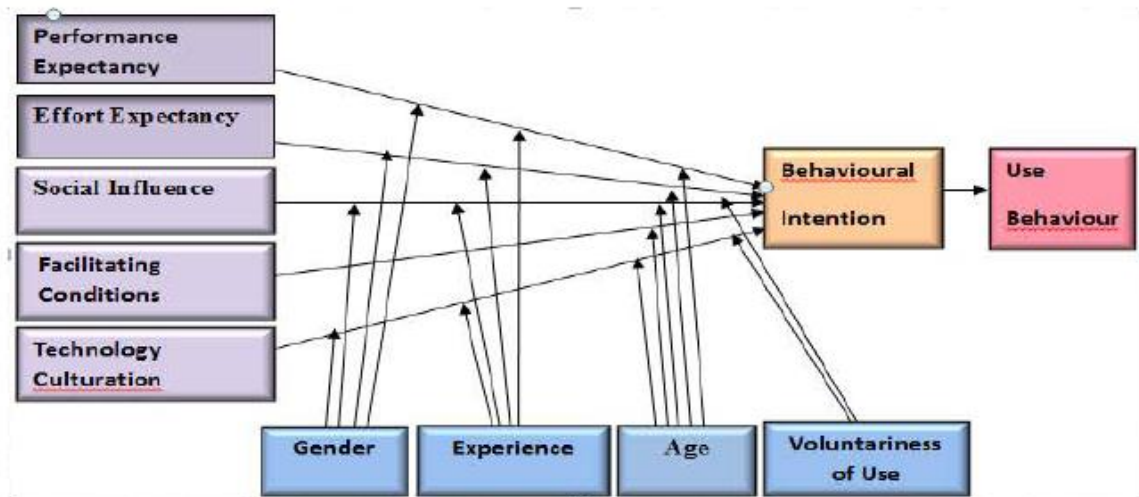 Performance
Expectancy
Effort Expectancy
Social Influence
Facilitating
Conditions
Technology
Culturation
Behavioural
Intention
Use
Behaviour
Gender
Experience
Age
Voluntariness
of Use